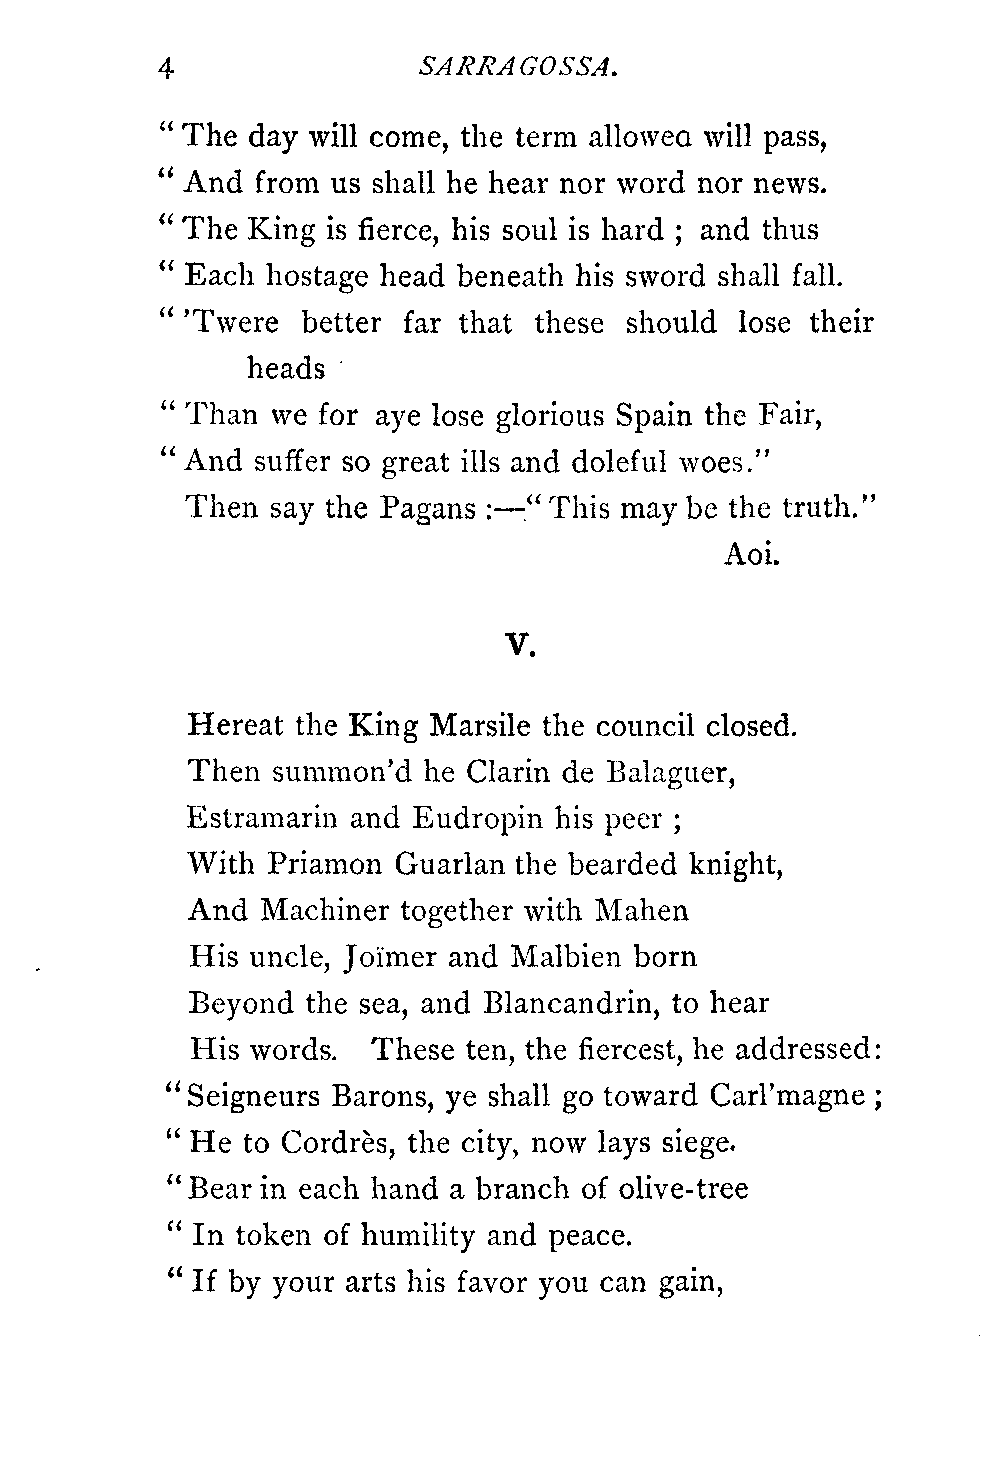 4 SARRAGOSSA.
“ The day will come, the term allowed will pass,
“ And from us shall he hear nor word nor news.
“ The King is fierce, his soul is hard ; and thus
“ Each hostage head beneath his sword shall fall.
“ ’Twere better far that these should lose their
heads
“ Than we for aye lose glorious Spain the Fair,
“ And suffer so great ills and doleful woes.”
Then say the Pagans :—“ This may be the truth.”
Aoi.
V.
Hereat the King Marsile the council closed.
Then summon’d he Clarin de Balaguer,
Estramarin and Eudropin his peer ;
With Priamon Guarlan the bearded knight,
And Machiner together with Mahen
His uncle, Joïmer and Malbien born
Beyond the sea, and Blancandrin, to hear
His words. These ten, the fiercest, he addressed:
“ Seigneurs Barons, ye shall go toward Carl’magne ;
“ He to Cordrès, the city, now lays siege.
“ Bear in each hand a branch of olive-tree
“ In token of humility and peace.
“ If by your arts his favor you can gain,